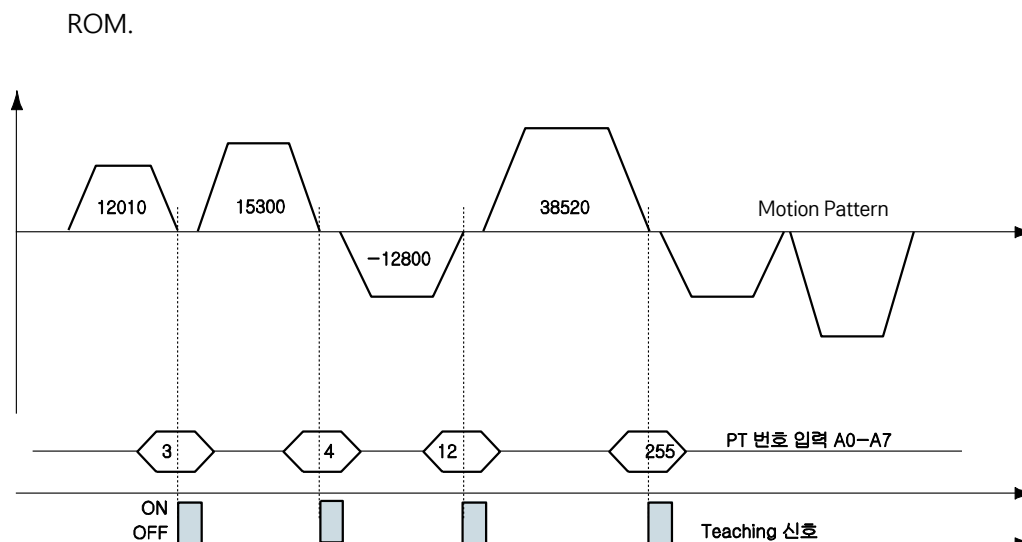 ROM.
12010
15300
-12800
38520
Motion Pattern
3
4
12
255
PT 번호 입력 A0-A7
ON
OFF
Teaching 신호